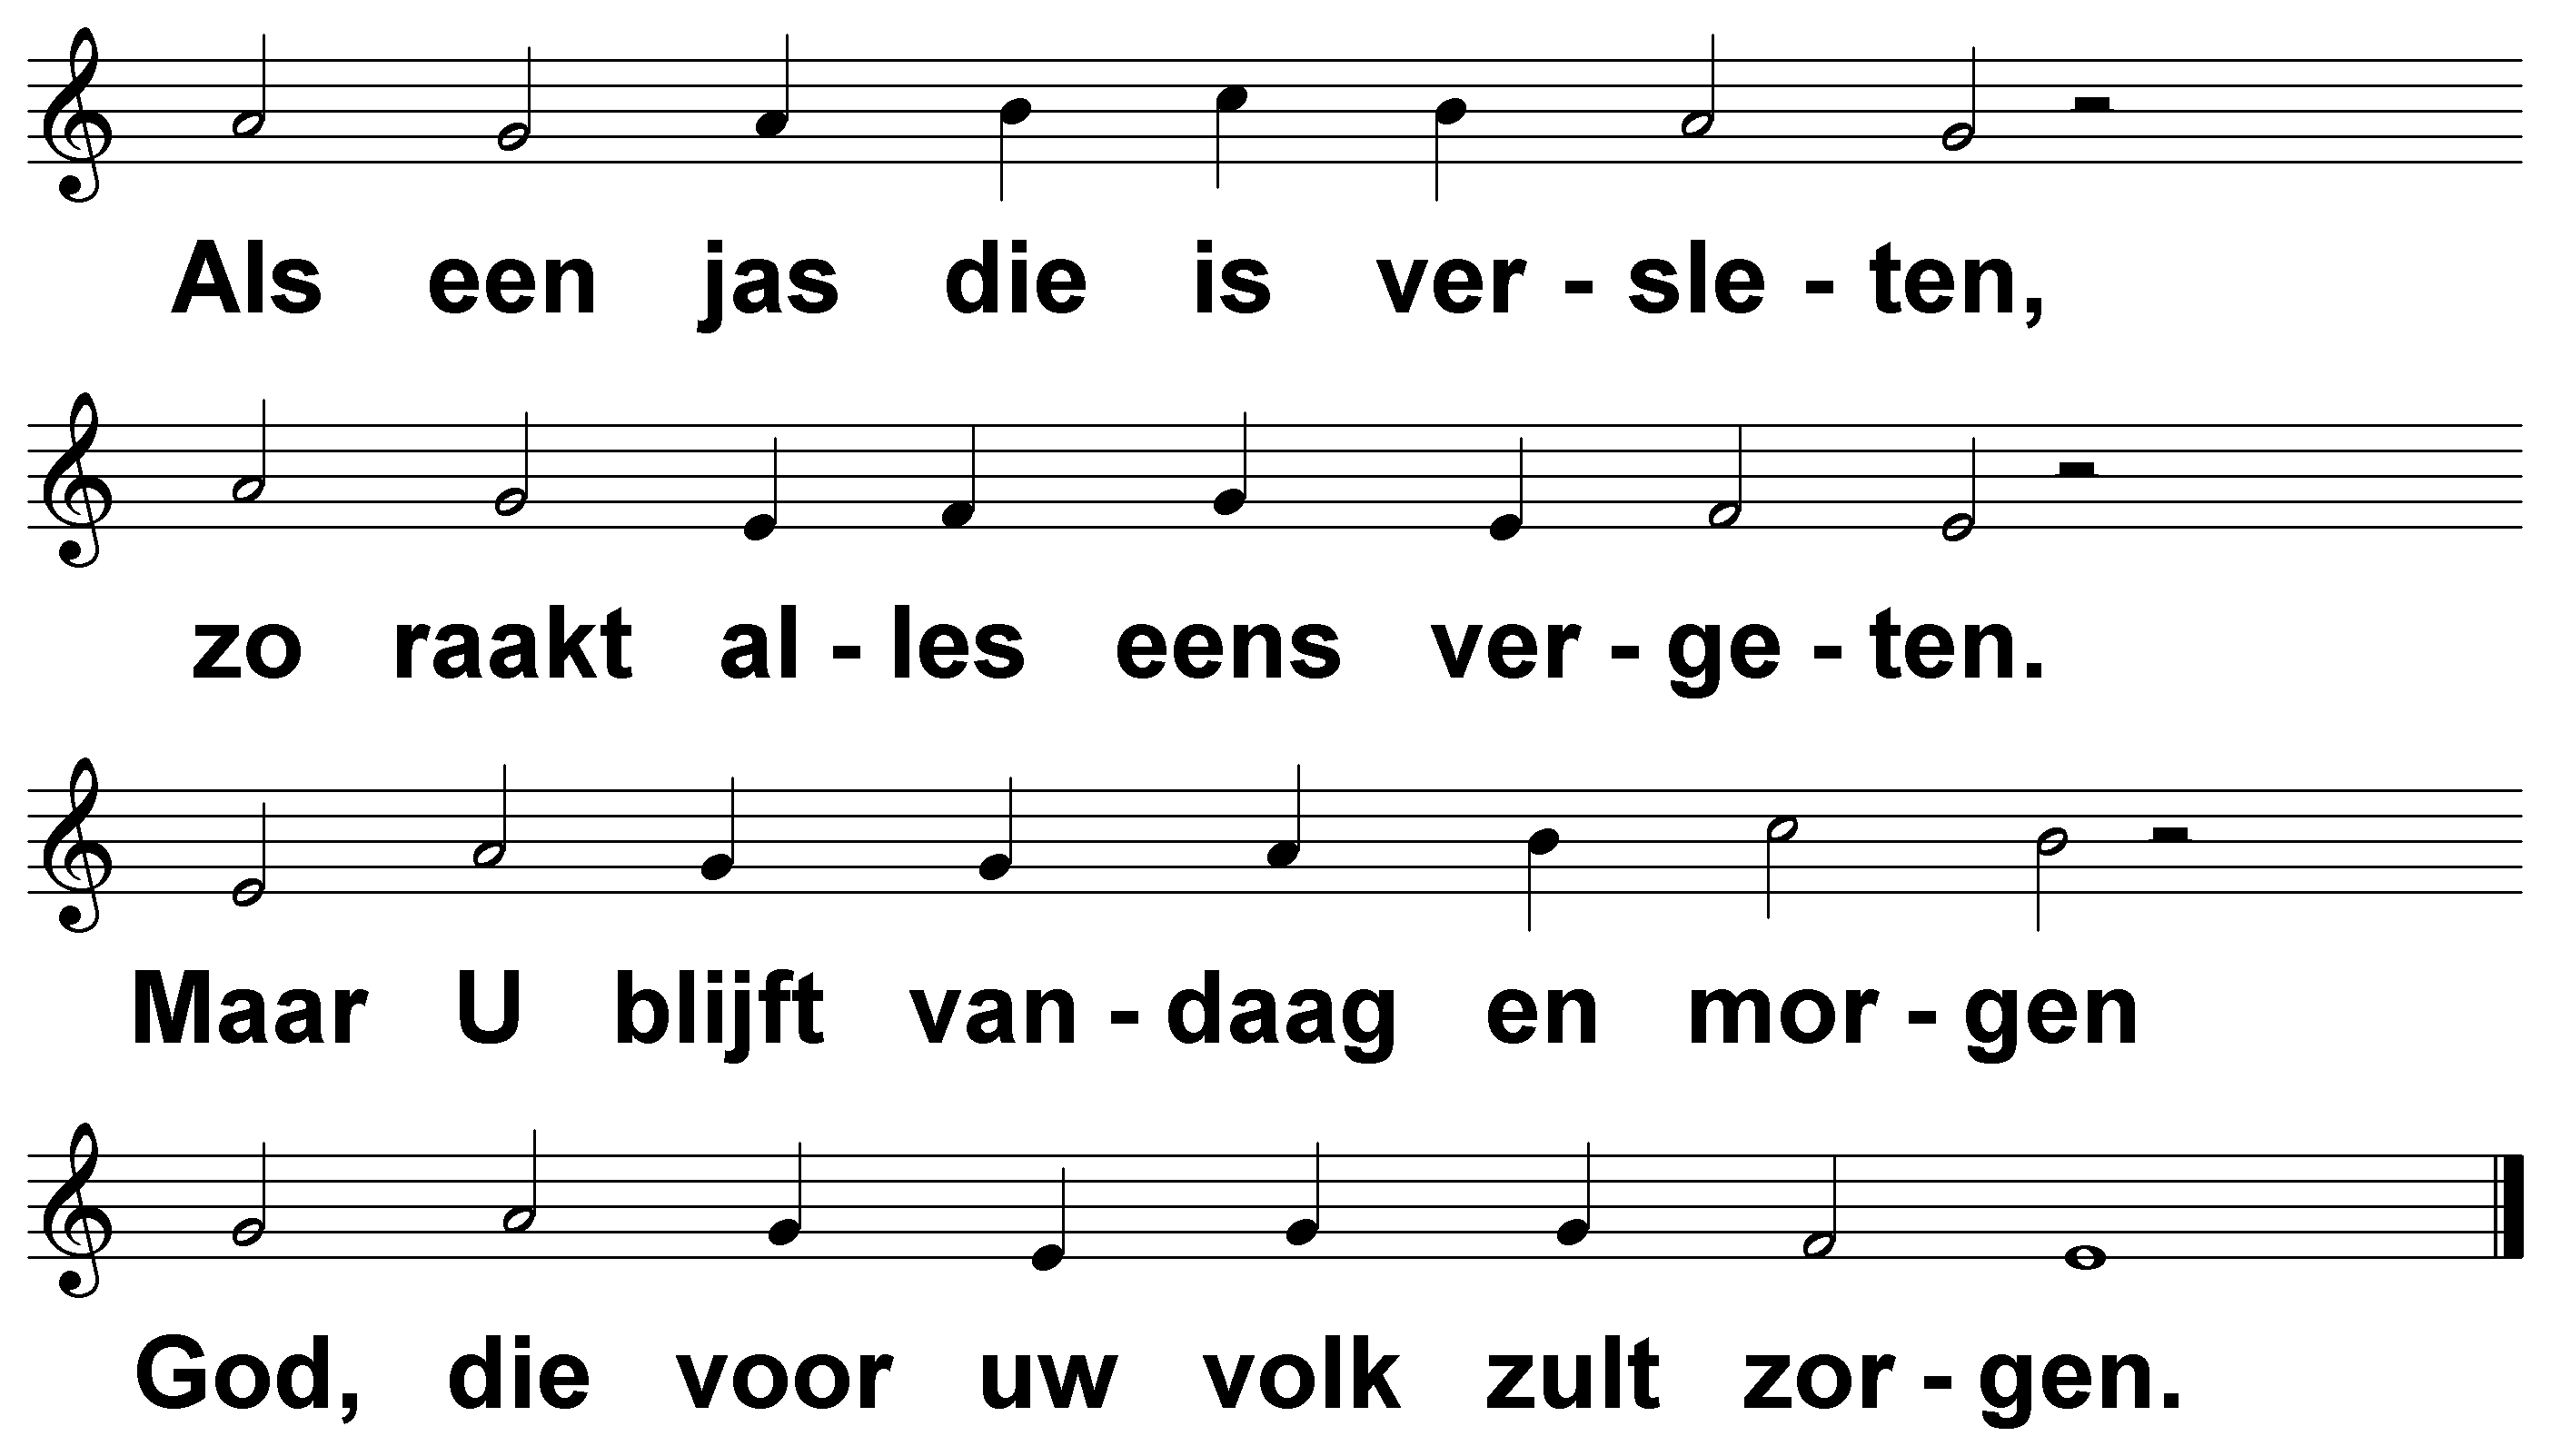 Als een jas die is ver - sle - ten,
zo raakt al - les eens ver - ge - ten.
Maar U blijft van - daag en mor - gen
God, die voor uw volk zult zor - gen.